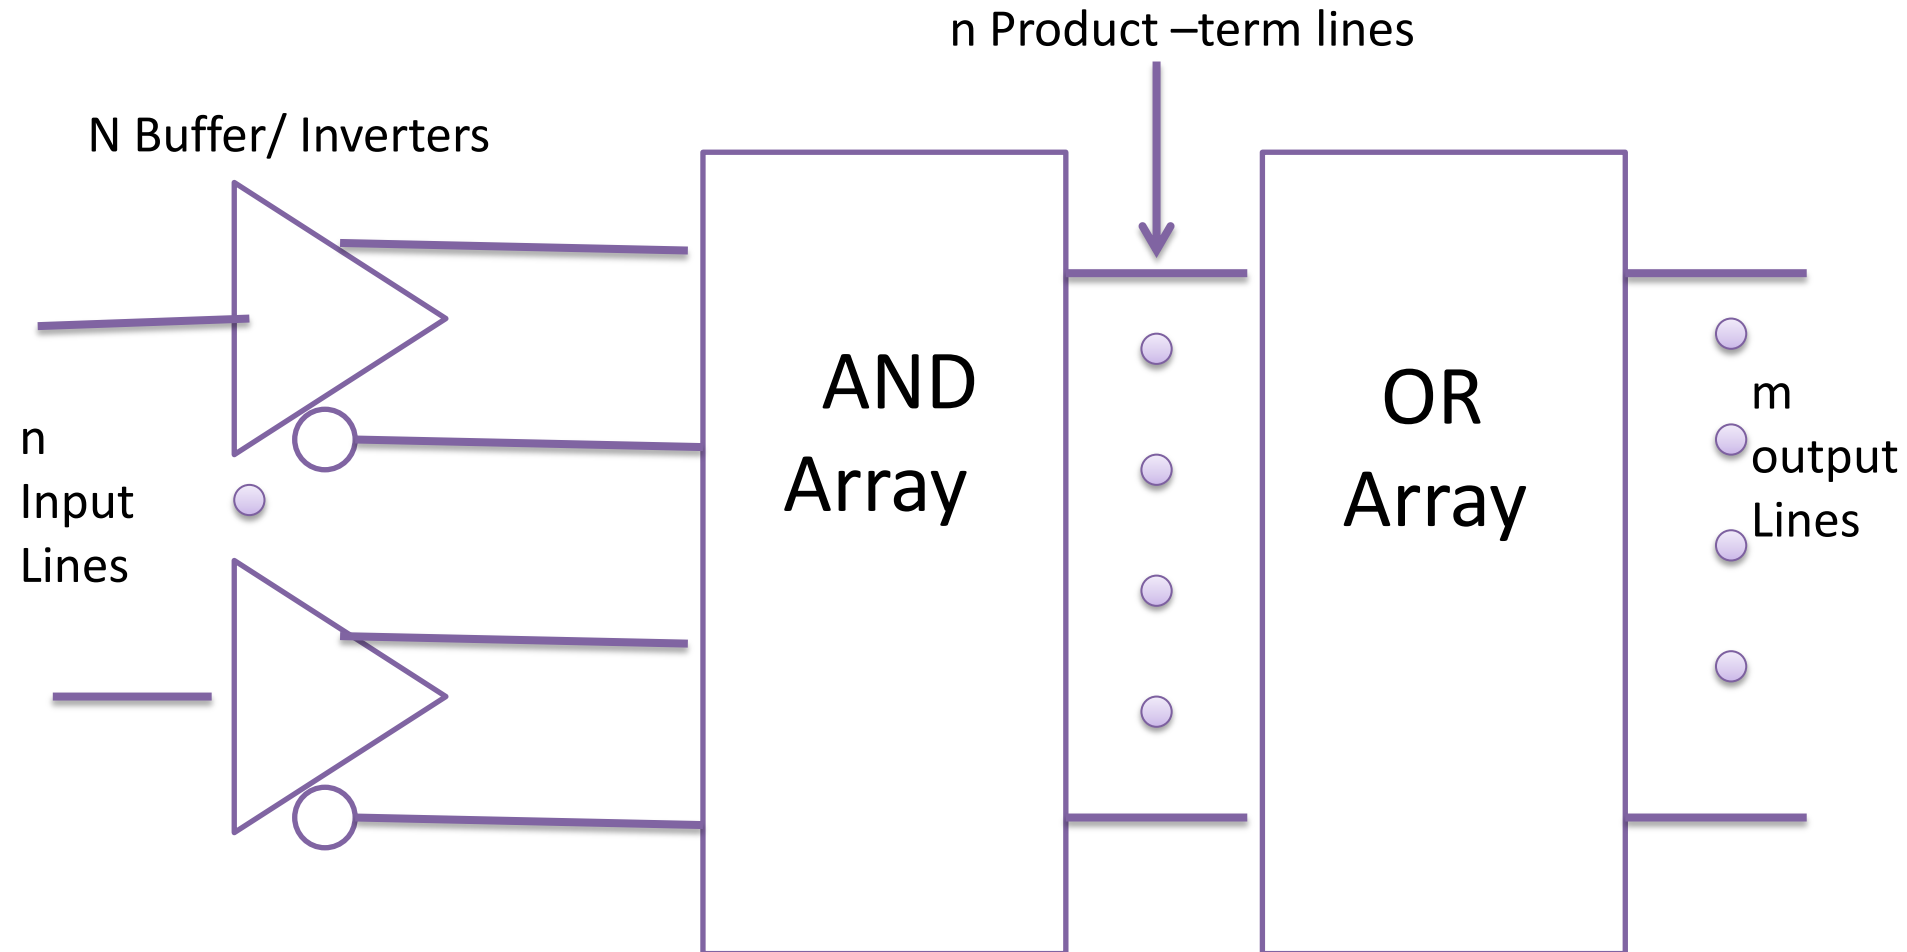 n Product –term lines
N Buffer/ Inverters
n
Input
Lines
AND
Array
OR
Array
m
output
Lines